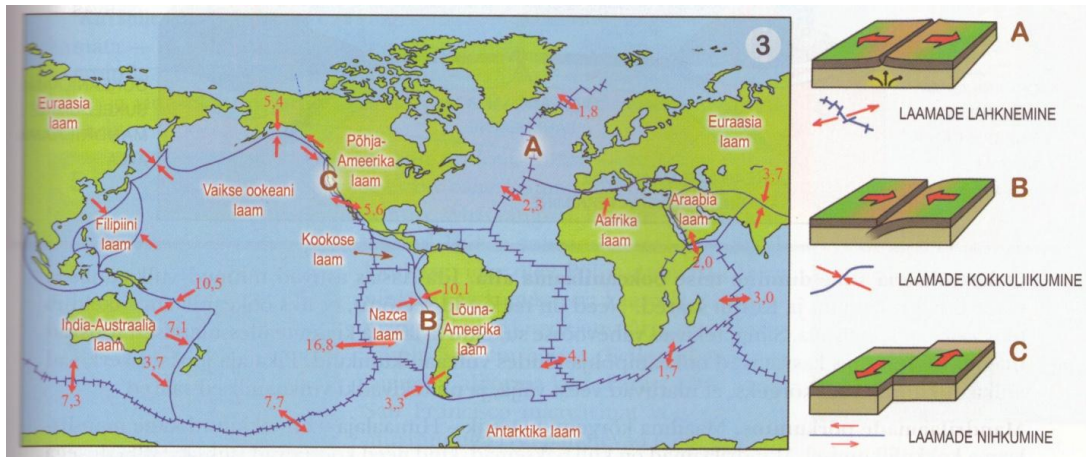 3
Euraasia
laam
5,4
Põhja-
Ameerika
laam
C
Vaikse ookeani
laam
Filipiini
laam
5,6
Kookose
laam
A
1,8
2,3
Euraasia
laam
3,7
Araabia
laam
Aafrika
laam
2,0
10,5
India-Austraalia
laam
7,1
3,7
7,3
10,1
Nazca
laam
B
Lõuna-
Ameerika
laam
16,8
3,3
7,7
4,1
1,7
3,0
Antarktika laam
A
LAAMADE LAHKNEMINE
B
LAAMADE KOKKULIIKUMINE
C
LAAMADE NIHKUMINE